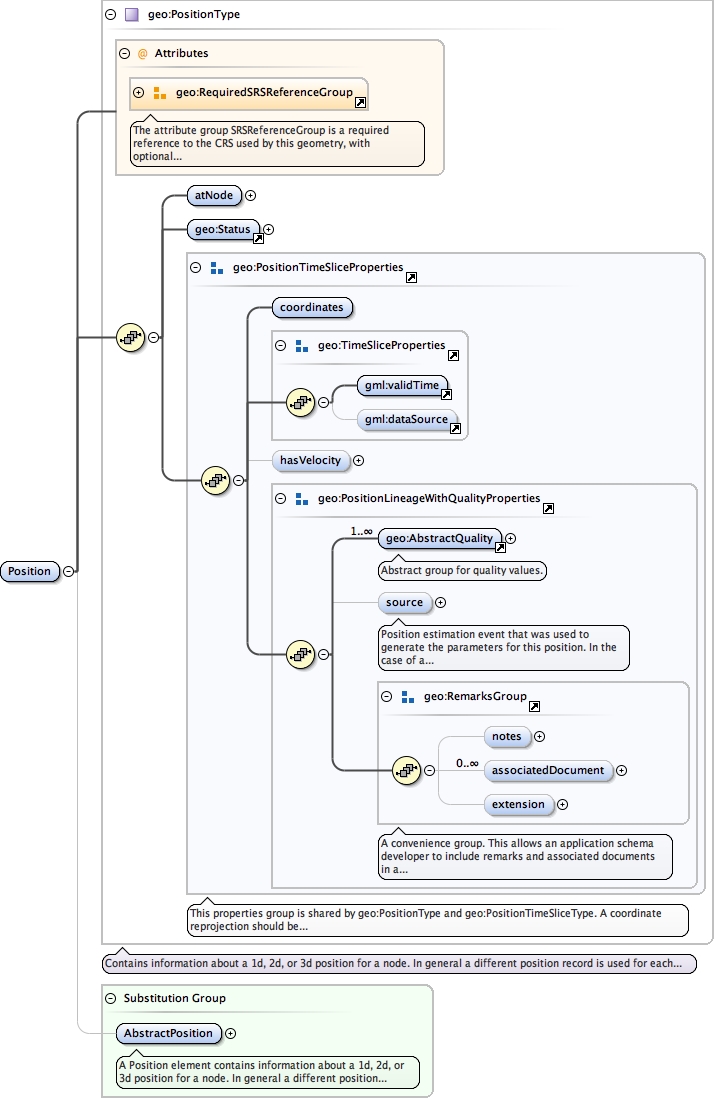 geo:PositionType
@ Attributes
geo:RequiredSRSReferenceGroup
The attribute group SRSReferenceGroup is a required
reference to the CRS used by this geometry, with
optional...
atNode
geo:Status
geo:PositionTimeSliceProperties
coordinates
geo:TimeSliceProperties
gml:validTime
gml:dataSource
hasVelocity
geo:PositionLineageWithQualityProperties
1..∞
geo:AbstractQuality
Abstract group for quality values.
Position
source
Position estimation event that was used to
generate the parameters for this position. In the
case of a...
geo:RemarksGroup
notes
0..∞
associatedDocument
extension
A convenience group. This allows an application schema
developer to include remarks and associated documents
in a...
This properties group is shared by geo:PositionType and geo:PositionTimeSliceType. A coordinate
reprojection should be...
Contains information about a 1d, 2d, or 3d position for a node. In general a different position record is used for each...
Substitution Group
AbstractPosition
A Position element contains information about a 1d, 2d, or
3d position for a node. In general a different position...